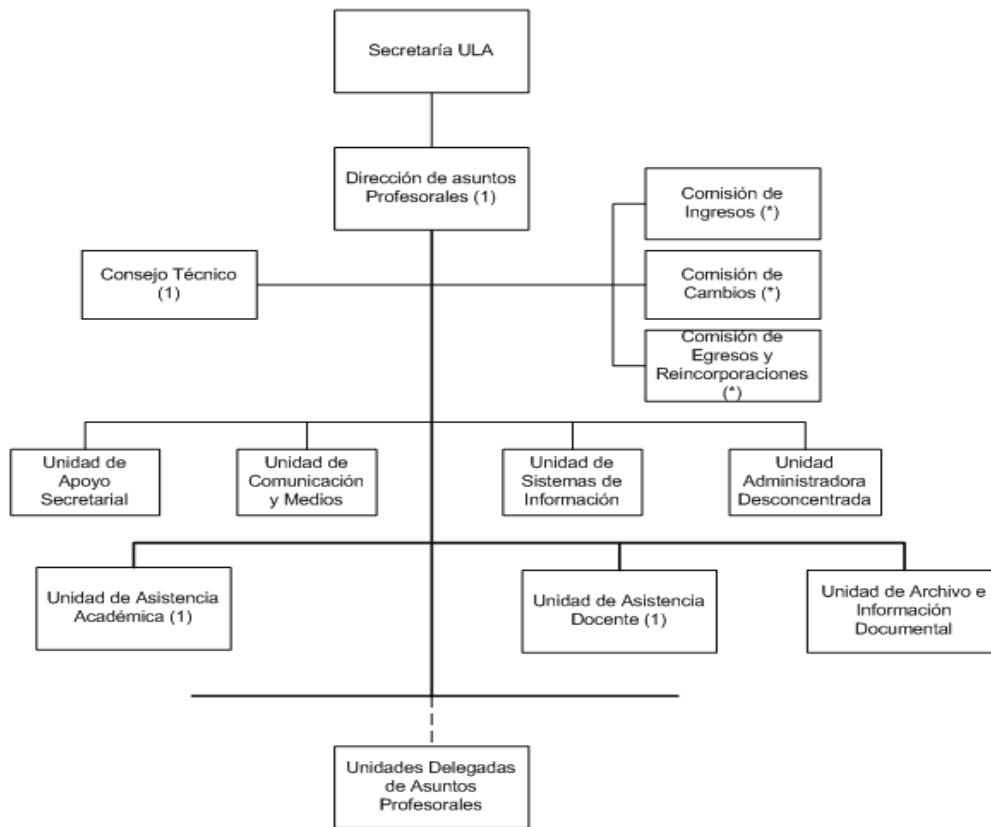 Secretaría ULA
Dirección de asuntos
Profesorales (1)
Comisión de
Ingresos (*)
Consejo Técnico
(1)
Comisión de
Cambios (*)
Comisión de
Egresos y
Reincorporaciones
(*)
Unidad de
Apoyo
Secretarial
Unidad de
Comunicación
y Medios
Unidad de
Sistemas de
Información
Unidad
Administradora
Desconcentrada
Unidad de Asistencia
Académica (1)
Unidad de Asistencia
Docente (1)
Unidad de Archivo e
Información
Documental
Unidades Delegadas
de Asuntos
Profesorales